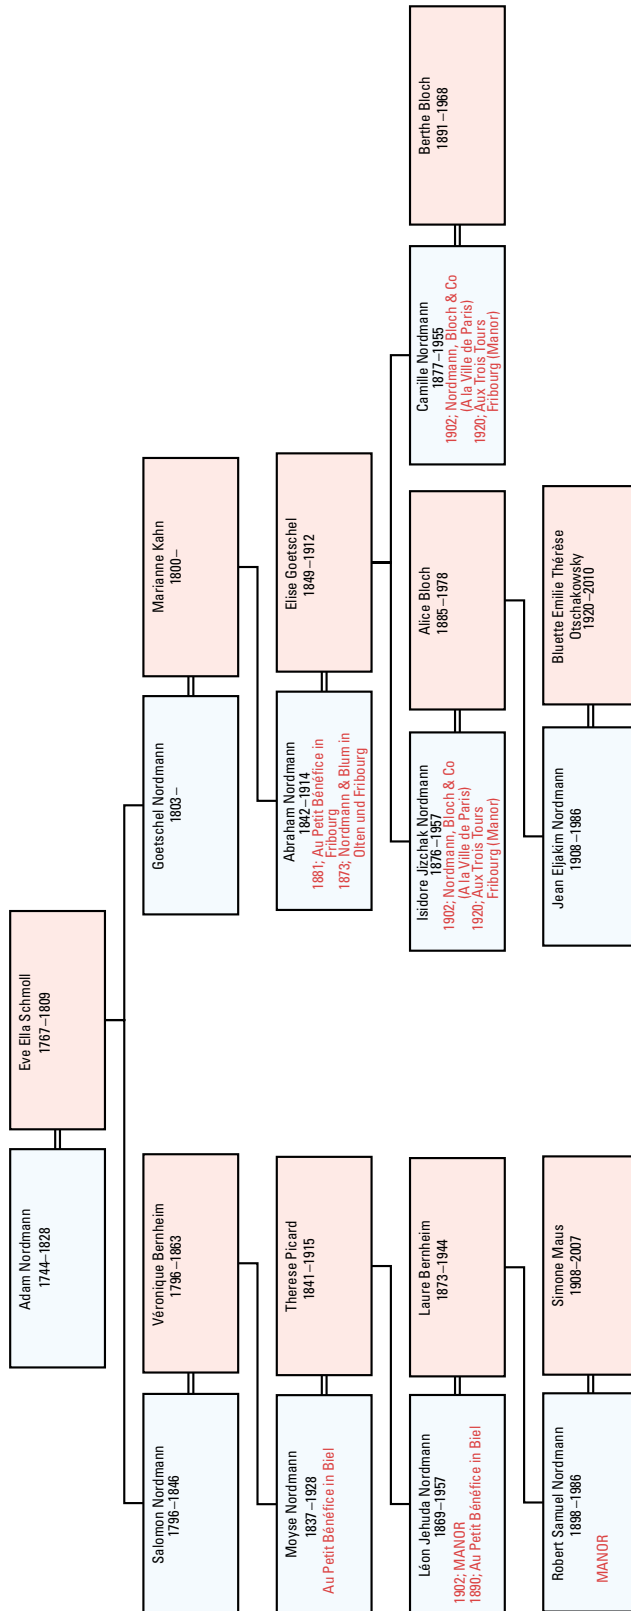 Adam Nordmann
1744–1828
Eve Ella Schmoll
1767–1809
Salomon Nordmann
1796–1846
Véronique Bernheim
1796–1863
Goetschel Nordmann
1803–
Marianne Kahn
1800–
Moyse Nordmann
1837–1928
Au Petit Bénéfice in Biel
Therese Picard
1841–1915
Abraham Nordmann
1842–1914
1881; Au Petit Bénéfice in
Fribourg
1873; Nordmann & Blum in
Olten und Fribourg
Elise Goetschel
1849–1912
Léon Jehuda Nordmann
1869–1957
1902; MANOR
1890; Au Petit Bénéfice in Biel
Laure Bernheim
1873–1944
Isidore Jizchak Nordmann
1876–1957
1902; Nordmann, Bloch & Co
(A la Ville de Paris)
1920; Aux Trois Tours
Fribourg (Manor)
Alice Bloch
1885–1978
Camille Nordmann
1877–1955
1902; Nordmann, Bloch & Co
(A la Ville de Paris)
1920; Aux Trois Tours
Fribourg (Manor)
Berthe Bloch
1891–1968
Robert Samuel Nordmann
1898–1986
MANOR
Simone Maus
1908–2007
Jean Eljakim Nordmann
1908–1986
Bluette Emilie Thérèse
Otschakowsky
1920–2010